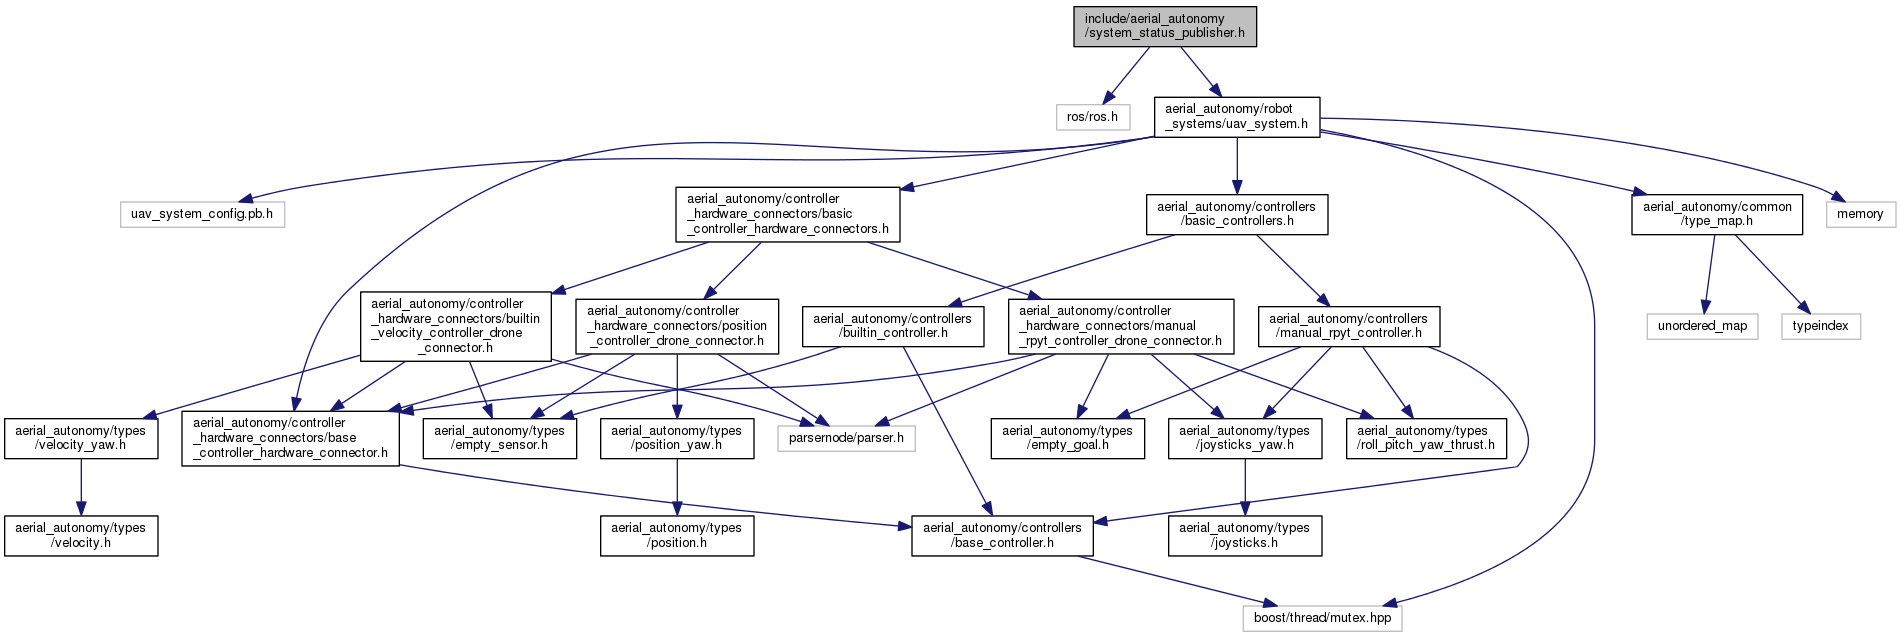 include/aerial_autonomy
/system_status_publisher.h
ros/ros.h
aerial_autonomy/robot
_systems/uav_system.h
uav_system_config.pb.h
aerial_autonomy/controller
_hardware_connectors/basic
_controller_hardware_connectors.h
aerial_autonomy/controllers
/basic_controllers.h
aerial_autonomy/common
/type_map.h
memory
aerial_autonomy/controller
_hardware_connectors/builtin
_velocity_controller_drone
_connector.h
aerial_autonomy/controller
_hardware_connectors/position
_controller_drone_connector.h
aerial_autonomy/controllers
/builtin_controller.h
aerial_autonomy/controller
_hardware_connectors/manual
_rpyt_controller_drone_connector.h
aerial_autonomy/controllers
/manual_rpyt_controller.h
unordered_map
typeindex
aerial_autonomy/types
/velocity_yaw.h
aerial_autonomy/controller
_hardware_connectors/base
_controller_hardware_connector.h
aerial_autonomy/types
/empty_sensor.h
aerial_autonomy/types
/position_yaw.h
parsernode/parser.h
aerial_autonomy/types
/empty_goal.h
aerial_autonomy/types
/joysticks_yaw.h
aerial_autonomy/types
/roll_pitch_yaw_thrust.h
aerial_autonomy/types
/velocity.h
aerial_autonomy/types
/position.h
aerial_autonomy/controllers
/base_controller.h
aerial_autonomy/types
/joysticks.h
boost/thread/mutex.hpp